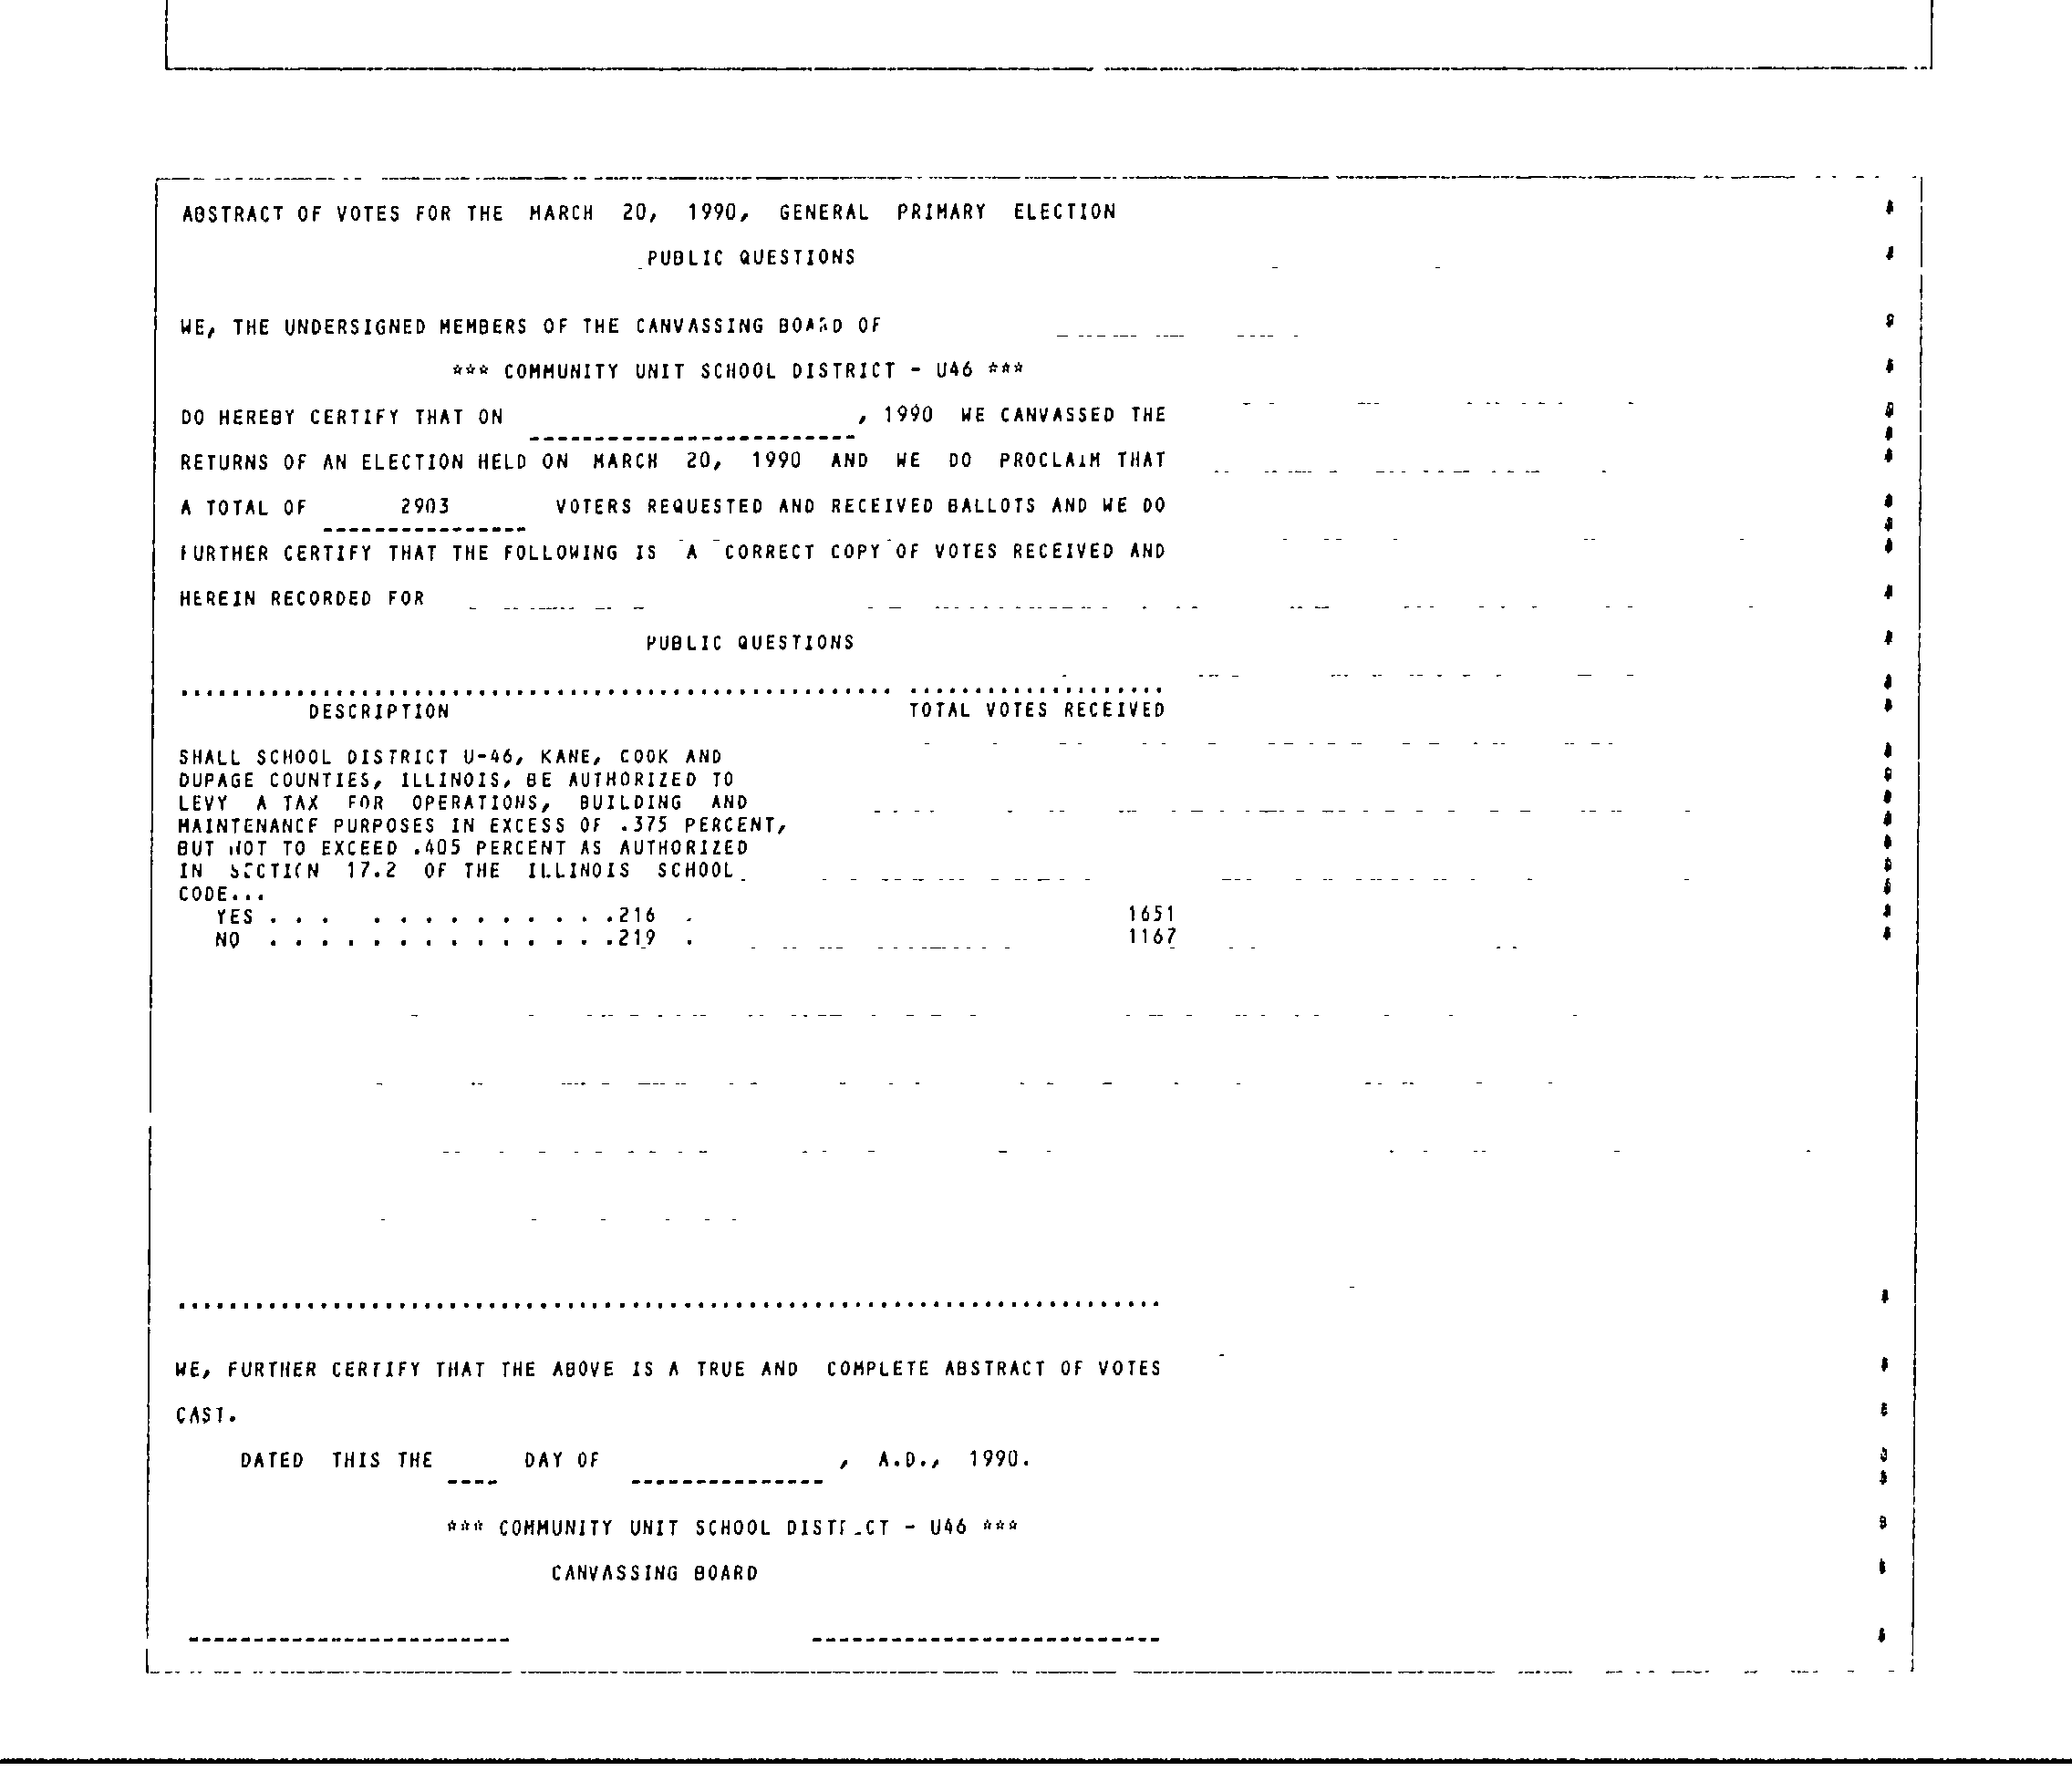 ABSTRACT OF VOTES FOR THE MARCH 20, 1990, GENERAL PRIMARY ELECTION
PUBLIC QUESTIONS
WE, THE UNDERSIGNED MEMBERS OF THE CANVASSING BOARD OF
*** COMMUNITY UNIT SCHOOL DISTRICT - U46 ***
DO HEREBY CERTIFY THAT ON , 1990 WE CANVASSED THE
RETURNS OF AN ELECTION HELD ON MARCH 20, 1990 AND WE DO PROCLAIM THAT
A TOTAL OF 2903 VOTERS REQUESTED AND RECEIVED BALLOTS AND WE DO
FURTHER CERTIFY THAT THE FOLLOWING IS A CORRECT COPY OF VOTES RECEIVED AND
HEREIN RECORDED FOR
PUBLIC QUESTIONS
DESCRIPTION TOTAL VOTES RECEIVED
SHALL SCHOOL DISTRICT U-46, KANE, COOK AND
DUPAGE COUNTIES, ILLINOIS, BE AUTHORIZED TO
LEVY A TAX FOR OPERATIONS, BUILDING AND
MAINTENANCE PURPOSES IN EXCESS OF .375 PERCENT,
BUT NOT TO EXCEED .405 PERCENT AS AUTHORIZED
IN SECTION 17.2 OF THE ILLINOIS SCHOOL
CODE...
YES . . . . . . . . . . . . .216 . 1651
NO . . . . . . . . . . . . . .219 . 1167
WE, FURTHER CERTIFY THAT THE ABOVE IS A TRUE AND COMPLETE ABSTRACT OF VOTES
CAST.
DATED THIS THE DAY OF , A.D., 1990.
*** COMMUNITY UNIT SCHOOL DISTRICT - U46 ***
CANVASSING BOARD